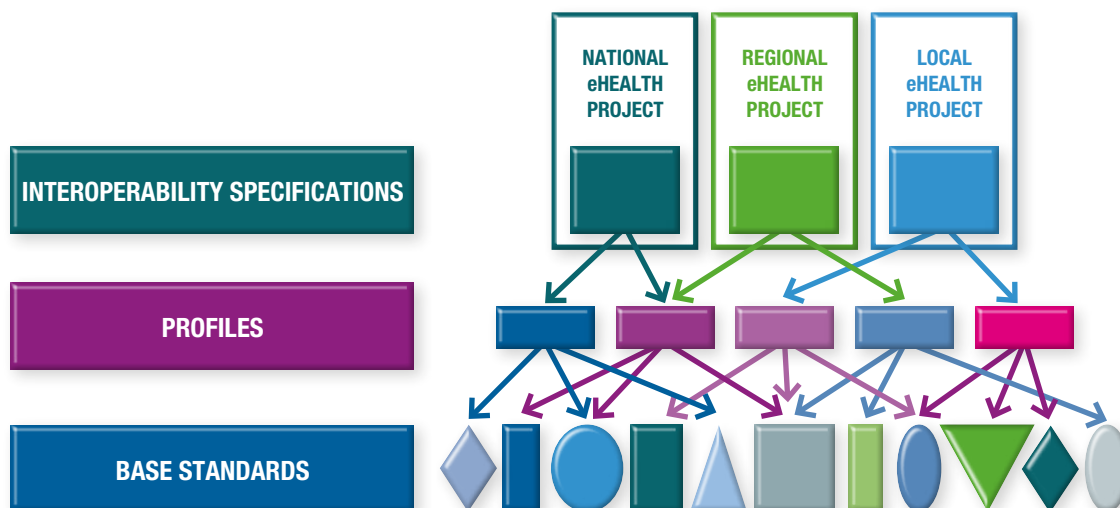 NATIONAL
eHEALTH
PROJECT
REGIONAL
eHEALTH
PROJECT
LOCAL
eHEALTH
PROJECT
INTEROPERABILITY SPECIFICATIONS
PROFILES
BASE STANDARDS